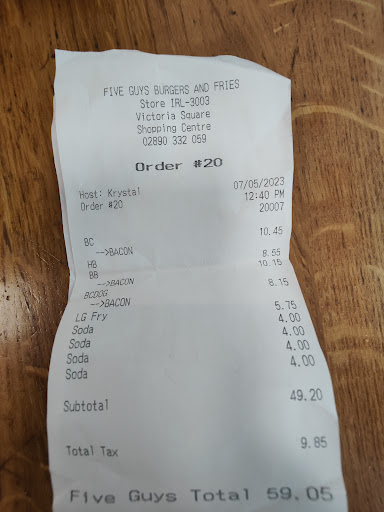 FIVE GUYS BURGERS AND FRIES
Store IRL-3003
Victoria Square
Shopping Centre
02890 332 059
Order #20
Host: Krystal 07/05/2023
Order #20 12:40 PM
20007
BC 10.45
-->BACON
HB 8.55
BB 10.15
-->BACON
BCDOG 8.15
-->BACON
LG Fry 5.75
Soda 4.00
Soda 4.00
Soda 4.00
Soda 4.00
Subtotal 49.20
Total Tax 9.85
Five Guys Total 59.05